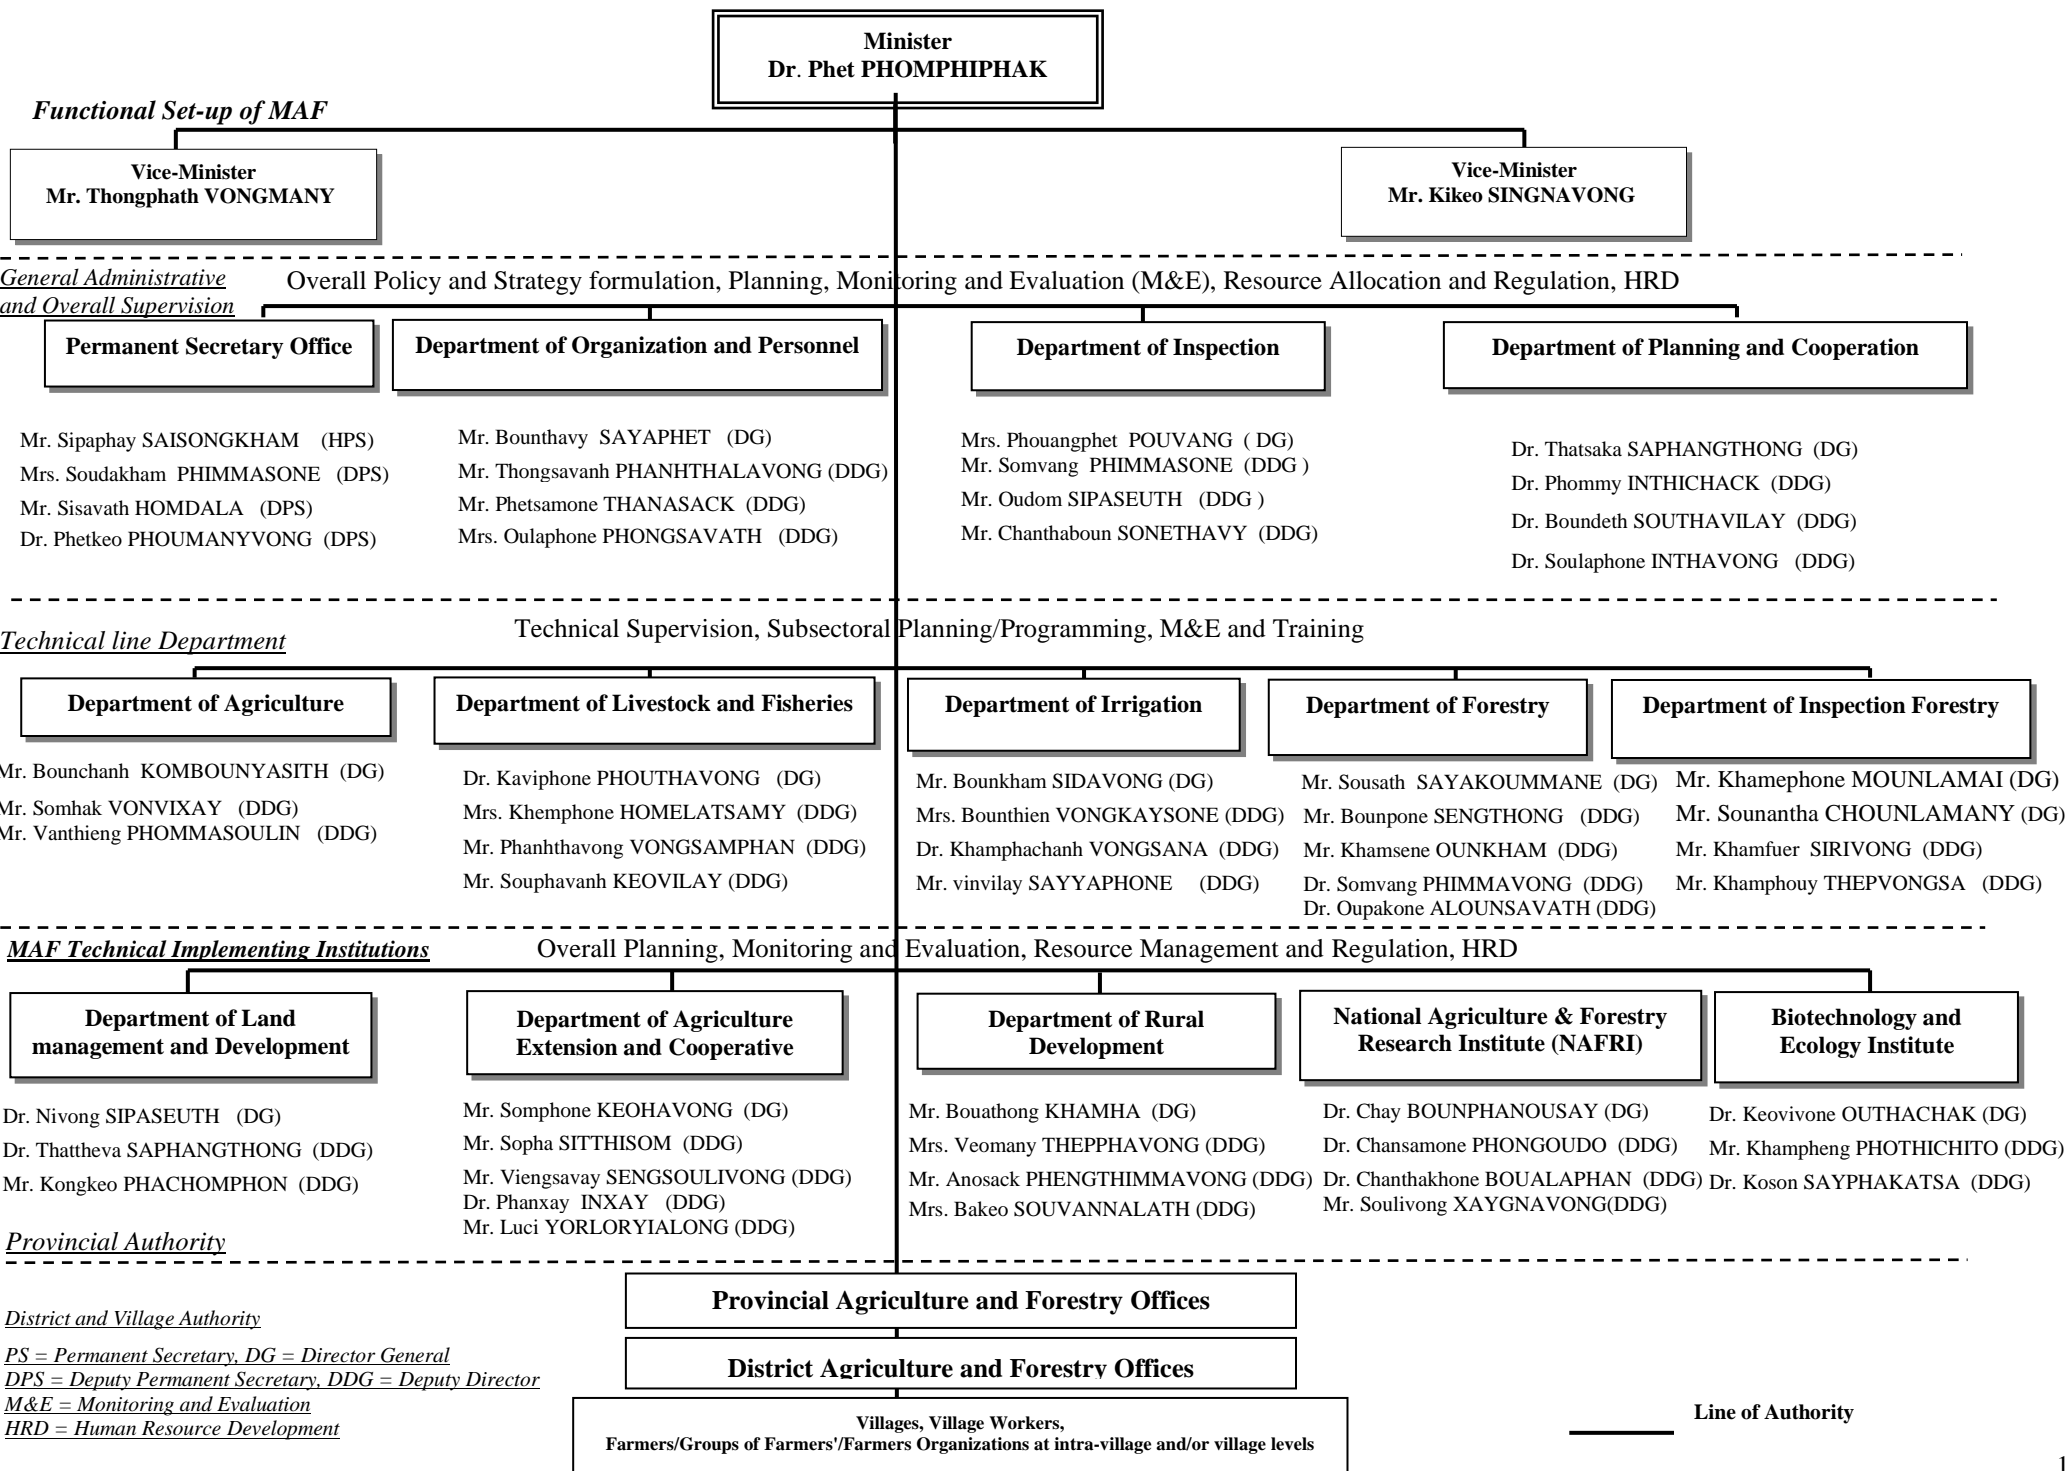 Minister
Dr. Phet PHOMPHIPHAK
Functional Set-up of MAF
Vice-Minister
Mr. Thongphath VONGMANY
Vice-Minister
Mr. Kikeo SINGNAVONG
General Administrative
and Overall Supervision
Overall Policy and Strategy formulation, Planning, Monitoring and Evaluation (M&E), Resource Allocation and Regulation, HRD
Permanent Secretary Office
Mr. Sipaphay SAISONGKHAM (HPS)
Mrs. Soudakham PHIMMASONE (DPS)
Mr. Sisavath HOMDALA (DPS)
Dr. Phetkeo PHOUMANYVONG (DPS)
Department of Organization and Personnel
Mr. Bounthavy SAYAPHET (DG)
Mr. Thongsavanh PHANHTHALAVONG (DDG)
Mr. Phetsamone THANASACK (DDG)
Mrs. Oulaphone PHONGSAVATH (DDG)
Department of Inspection
Mrs. Phouangphet POUVANG ( DG)
Mr. Somvang PHIMMASONE (DDG )
Mr. Oudom SIPASEUTH (DDG )
Mr. Chanthaboun SONETHAVY (DDG)
Department of Planning and Cooperation
Dr. Thatsaka SAPHANGTHONG (DG)
Dr. Phommy INTHICHACK (DDG)
Dr. Boundeth SOUTHAVILAY (DDG)
Dr. Soulaphone INTHAVONG (DDG)
Technical line Department
Technical Supervision, Subsectoral Planning/Programming, M&E and Training
Department of Agriculture
Mr. Bounchanh KOMBOUNYASITH (DG)
Mr. Somhak VONVIXAY (DDG)
Mr. Vanthieng PHOMMASOULIN (DDG)
Department of Livestock and Fisheries
Dr. Kaviphone PHOUTHAVONG (DG)
Mrs. Khemphone HOMELATSAMY (DDG)
Mr. Phanhthavong VONGSAMPHAN (DDG)
Mr. Souphavanh KEOVILAY (DDG)
Department of Irrigation
Mr. Bounkham SIDAVONG (DG)
Mrs. Bounthien VONGKAYSONE (DDG)
Dr. Khamphachanh VONGSANA (DDG)
Mr. vinvilay SAYYAPHONE (DDG)
Department of Forestry
Mr. Sousath SAYAKOUMMANE (DG)
Mr. Bounpone SENGTHONG (DDG)
Mr. Khamsene OUNKHAM (DDG)
Dr. Somvang PHIMMAVONG (DDG)
Dr. Oupakone ALOUNSAVATH (DDG)
Department of Inspection Forestry
Mr. Khamephone MOUNLAMAI (DG)
Mr. Sounantha CHOUNLAMANY (DG)
Mr. Khamfuer SIRIVONG (DDG)
Mr. Khamphouy THEPVONGSA (DDG)
MAF Technical Implementing Institutions
Overall Planning, Monitoring and Evaluation, Resource Management and Regulation, HRD
Department of Land
management and Development
Dr. Nivong SIPASEUTH (DG)
Dr. Thattheva SAPHANGTHONG (DDG)
Mr. Kongkeo PHACHOMPHON (DDG)
Department of Agriculture
Extension and Cooperative
Mr. Somphone KEOHAVONG (DG)
Mr. Sopha SITTHISOM (DDG)
Mr. Viengsavay SENGSOULIVONG (DDG)
Dr. Phanxay INXAY (DDG)
Mr. Luci YORLORYIALONG (DDG)
Department of Rural
Development
Mr. Bouathong KHAMHA (DG)
Mrs. Veomany THEPPHAVONG (DDG)
Mr. Anosack PHENGTHIMMAVONG (DDG)
Mrs. Bakeo SOUVANNALATH (DDG)
National Agriculture & Forestry
Research Institute (NAFRI)
Dr. Chay BOUNPHANOUSAY (DG)
Dr. Chansamone PHONGOUDO (DDG)
Dr. Chanthakhone BOUALAPHAN (DDG)
Mr. Soulivong XAYGNAVONG(DDG)
Biotechnology and
Ecology Institute
Dr. Keovivone OUTHACHAK (DG)
Mr. Khampheng PHOTHICHITO (DDG)
Dr. Koson SAYPHAKATSA (DDG)
Provincial Authority
Provincial Agriculture and Forestry Offices
District Agriculture and Forestry Offices
Villages, Village Workers,
Farmers/Groups of Farmers'/Farmers Organizations at intra-village and/or village levels
District and Village Authority
PS = Permanent Secretary, DG = Director General
DPS = Deputy Permanent Secretary, DDG = Deputy Director
M&E = Monitoring and Evaluation
HRD = Human Resource Development
Line of Authority
1